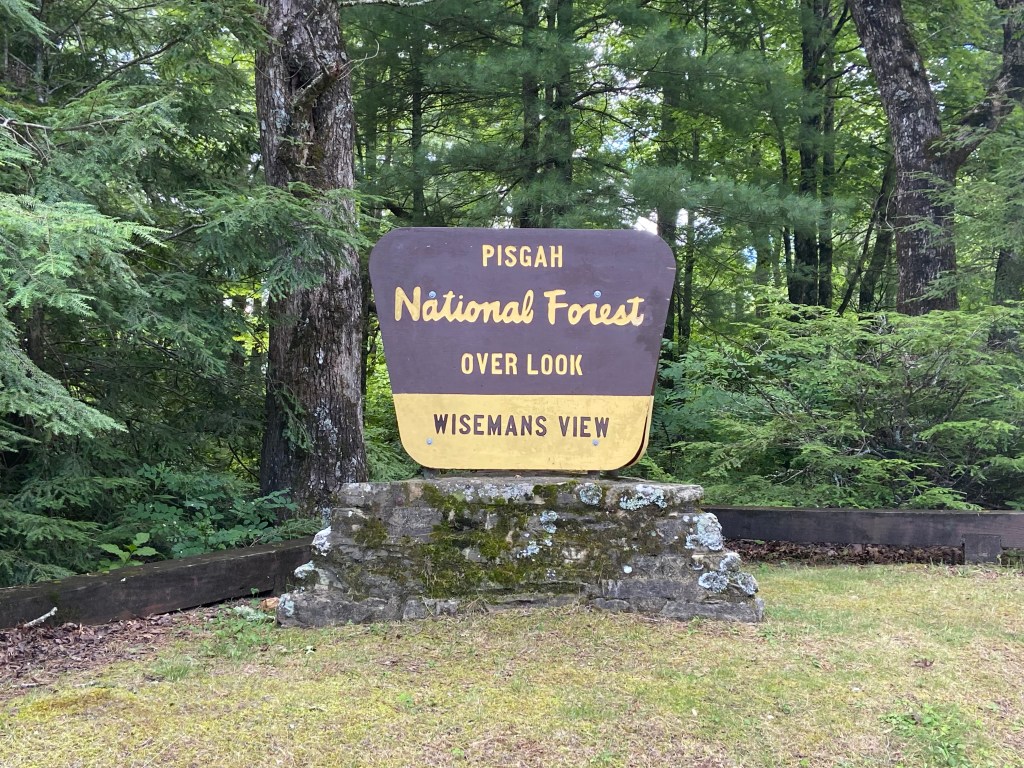 PISGAH
National Forest
OVER LOOK
WISEMANS VIEW